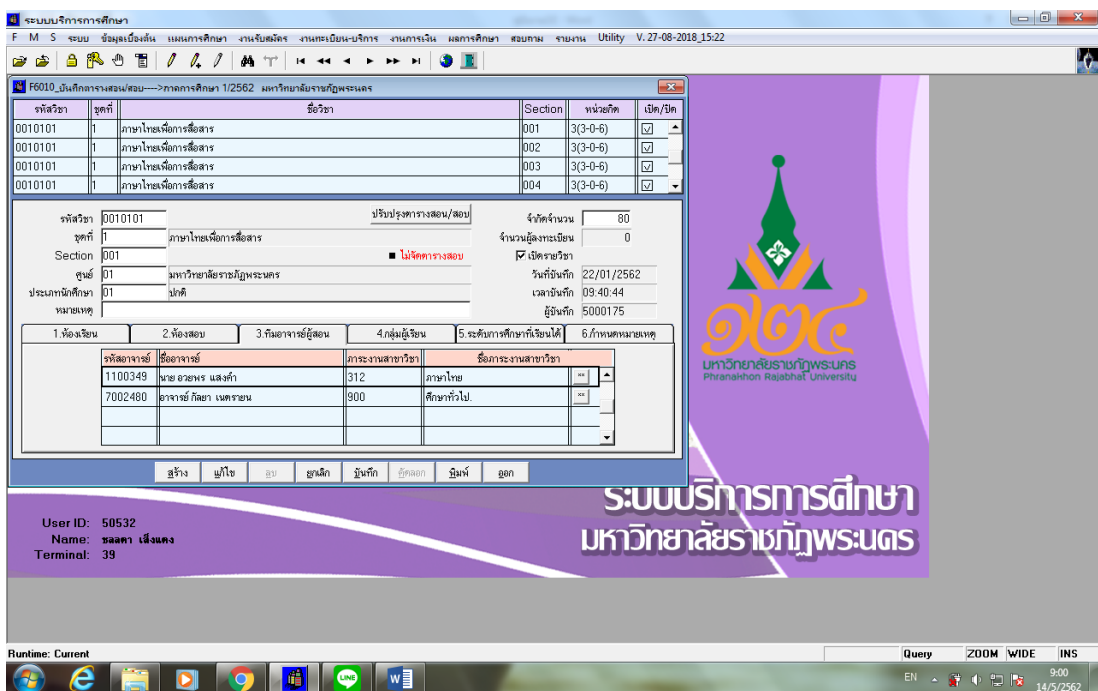 ระบบบริการการศึกษา
F M S ระบบ ข้อมูลเบื้องต้น แผนการศึกษา งานรับสมัคร งานทะเบียน-บริการ งานการเงิน ผลการศึกษา สอบถาม รายงาน Utility V. 27-08-2018_15:22
F6010_บันทึกตารางสอน/สอบ---->ภาคการศึกษา 1/2562 มหาวิทยาลัยราชภัฏพระนคร
รหัสวิชา ชุดที่ ชื่อวิชา Section หน่วยกิต เปิด/ปิด
0010101 1 ภาษาไทยเพื่อการสื่อสาร 001 3(3-0-6)
0010101 1 ภาษาไทยเพื่อการสื่อสาร 002 3(3-0-6)
0010101 1 ภาษาไทยเพื่อการสื่อสาร 003 3(3-0-6)
0010101 1 ภาษาไทยเพื่อการสื่อสาร 004 3(3-0-6)
รหัสวิชา 0010101 ปรับปรุงตารางสอน/สอบ จำกัดจำนวน 80
ชุดที่ 1 ภาษาไทยเพื่อการสื่อสาร จำนวนผู้ลงทะเบียน 0
Section 001 ไม่จัดตารางสอบ เปิดรายวิชา
ศูนย์ 01 มหาวิทยาลัยราชภัฏพระนคร วันที่บันทึก 22/01/2562
ประเภทนักศึกษา 01 ปกติ เวลาบันทึก 09:40:44
หมายเหตุ ผู้บันทึก 5000175
1.ห้องเรียน 2.ห้องสอบ 3.ทีมอาจารย์ผู้สอน 4.กลุ่มผู้เรียน 5.ระดับการศึกษาที่เรียนได้ 6.กำหนดหมายเหตุ
รหัสอาจารย์ ชื่ออาจารย์ ภาระงานสาขาวิชา ชื่อภาระงานสาขาวิชา
1100349 นาย อวยพร แสงคำ 312 ภาษาไทย
7002480 อาจารย์ กัลยา เนตรายน 900 ศึกษาทั่วไป.
สร้าง แก้ไข ลบ ยกเลิก บันทึก คัดลอก พิมพ์ ออก
มหาวิทยาลัยราชภัฏพระนคร
Phranakhon Rajabhat University
ระบบบริการการศึกษา
มหาวิทยาลัยราชภัฏพระนคร
User ID: 50532
Name: ชลลดา เส็งแดง
Terminal: 39
Runtime: Current Query ZOOM WIDE INS
EN 9:00
14/5/2562